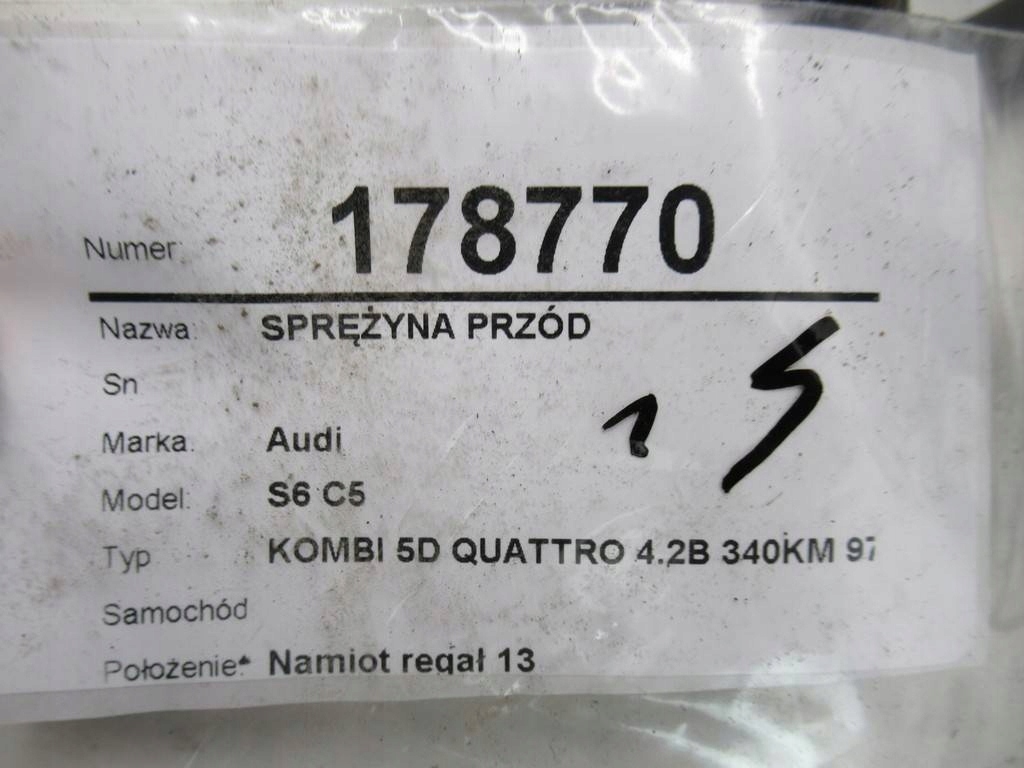 Numer: 178770
Nazwa: SPRĘŻYNA PRZÓD
Sn
Marka: Audi
Model: S6 C5
Typ KOMBI 5D QUATTRO 4.2B 340KM 97
Samochód
Położenie: Namiot regał 13